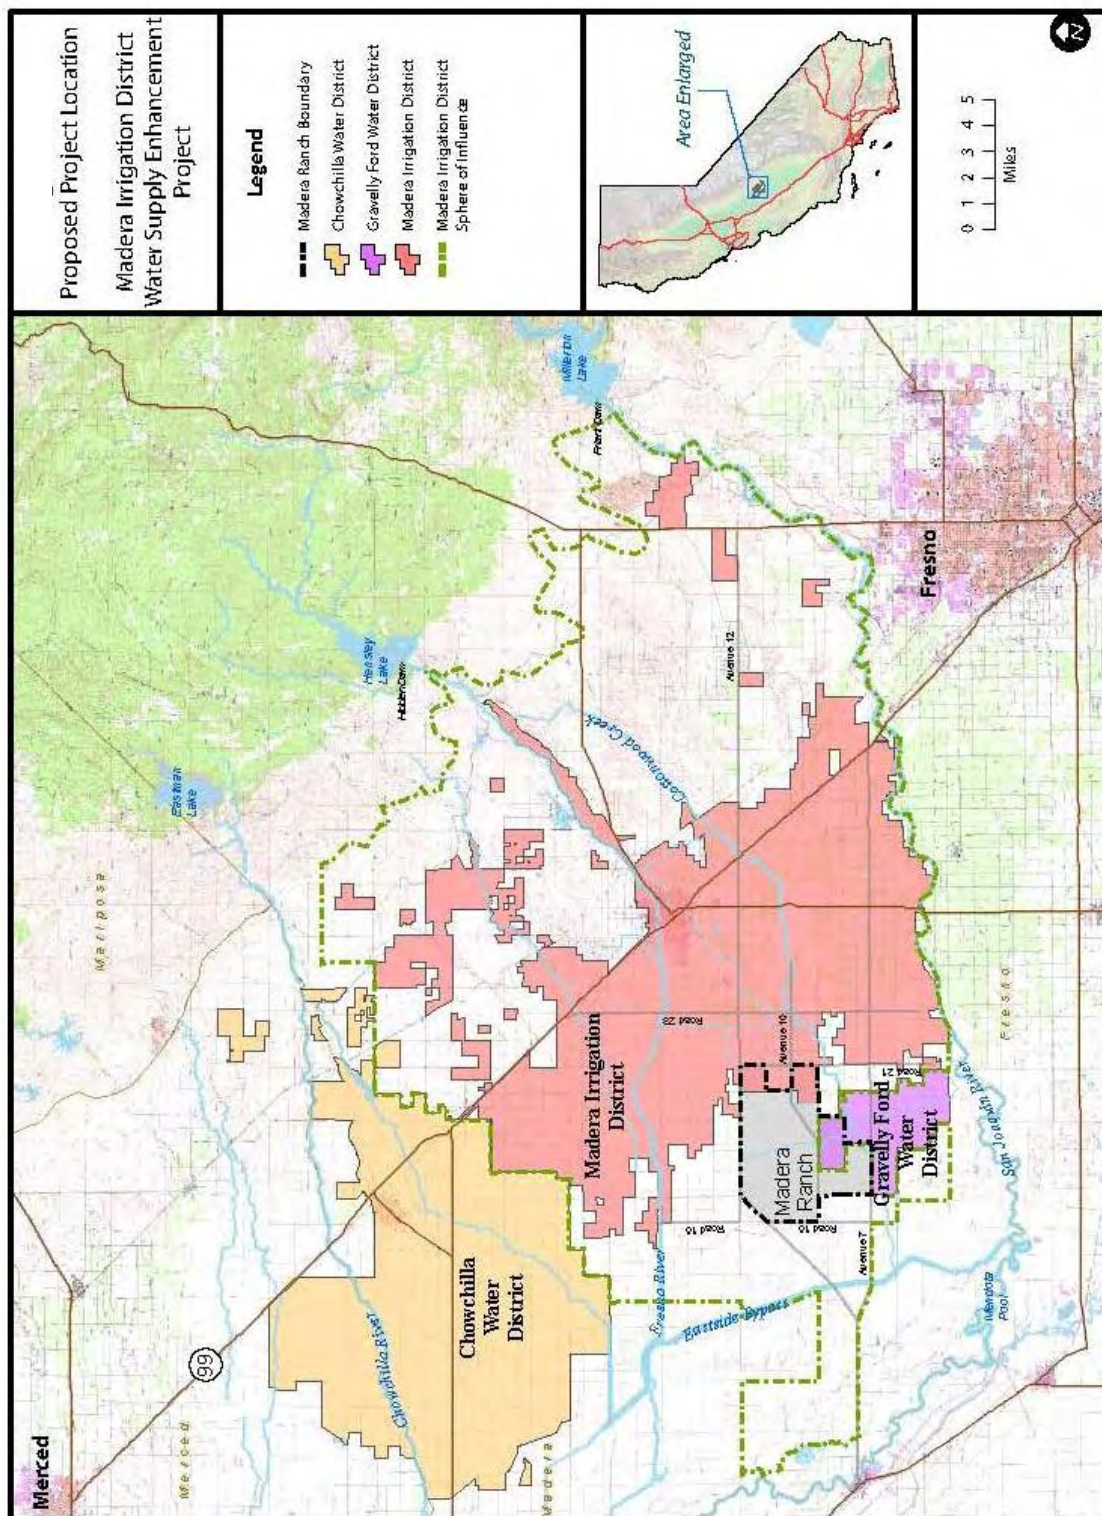 Proposed Project Location
Madera Irrigation District
Water Supply Enhancement
Project
Legend
Madera Ranch Boundary
Chowchilla Water District
Gravelly Ford Water District
Madera Irrigation District
Madera Irrigation District
Sphere of Influence
Area Enlarged
0 1 2 3 4 5
Miles
N
Merced
99
Merced
Mariposa
Eastman
Lake
Hensley
Lake
Hidden Dam
Millerton
Lake
Friant Dam
Chowchilla River
Chowchilla
Water
District
Madera
Madera Irrigation
District
Cottonwood Creek
Avenue 12
Fresno
Fresno River
Road 16
Road 23
Eastside Bypass
Madera
Ranch
Avenue 10
Road 16
Road 21
Gravelly Ford
Water
District
Avenue 7
Mendota
Pool
San Joaquin River
Fresno